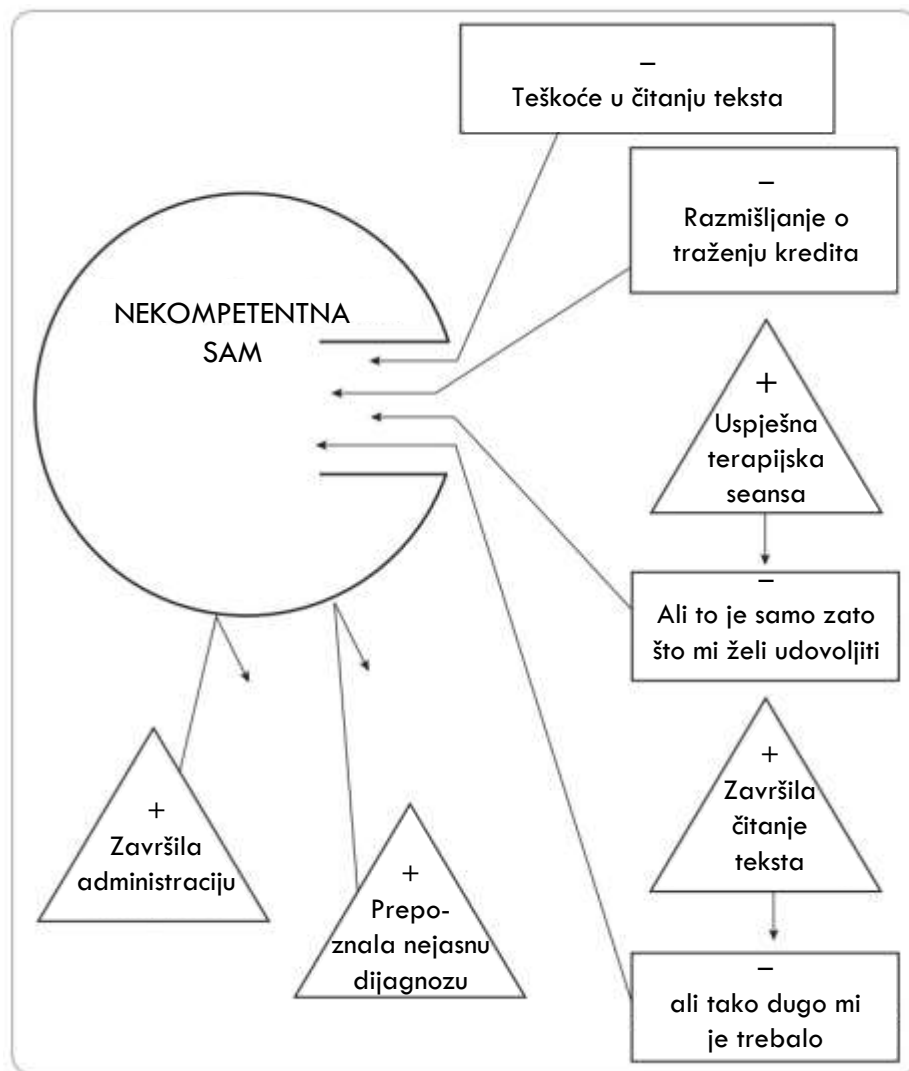 –
Teškoće u čitanju teksta
–
Razmišljanje o
traženju kredita
NEKOMPETENTNA
SAM
+
Uspješna
terapijska
seansa
–
Ali to je samo zato
što mi želi udovoljiti
+
Završila
čitanje
teksta
–
ali tako dugo mi
je trebalo
+
Završila
administraciju
+
Prepo-
znala nejasnu
dijagnozu